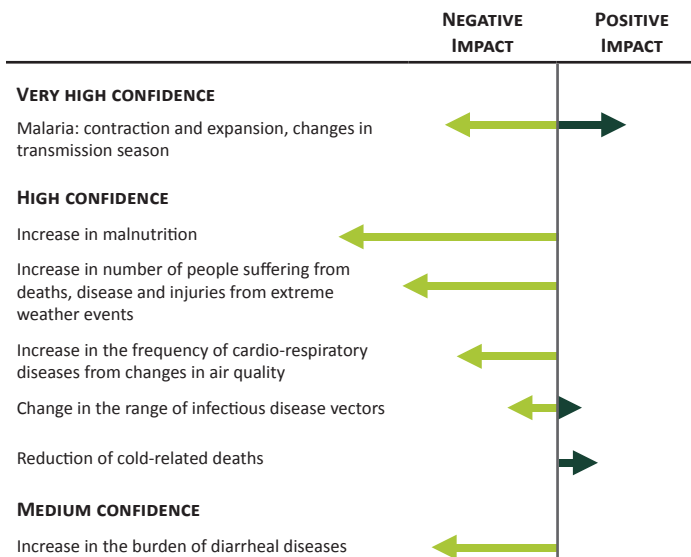 NEGATIVE IMPACT
POSITIVE IMPACT
VERY HIGH CONFIDENCE
Malaria: contraction and expansion, changes in
transmission season
HIGH CONFIDENCE
Increase in malnutrition
Increase in number of people suffering from
deaths, disease and injuries from extreme
weather events
Increase in the frequency of cardio-respiratory
diseases from changes in air quality
Change in the range of infectious disease vectors
Reduction of cold-related deaths
MEDIUM CONFIDENCE
Increase in the burden of diarrheal diseases